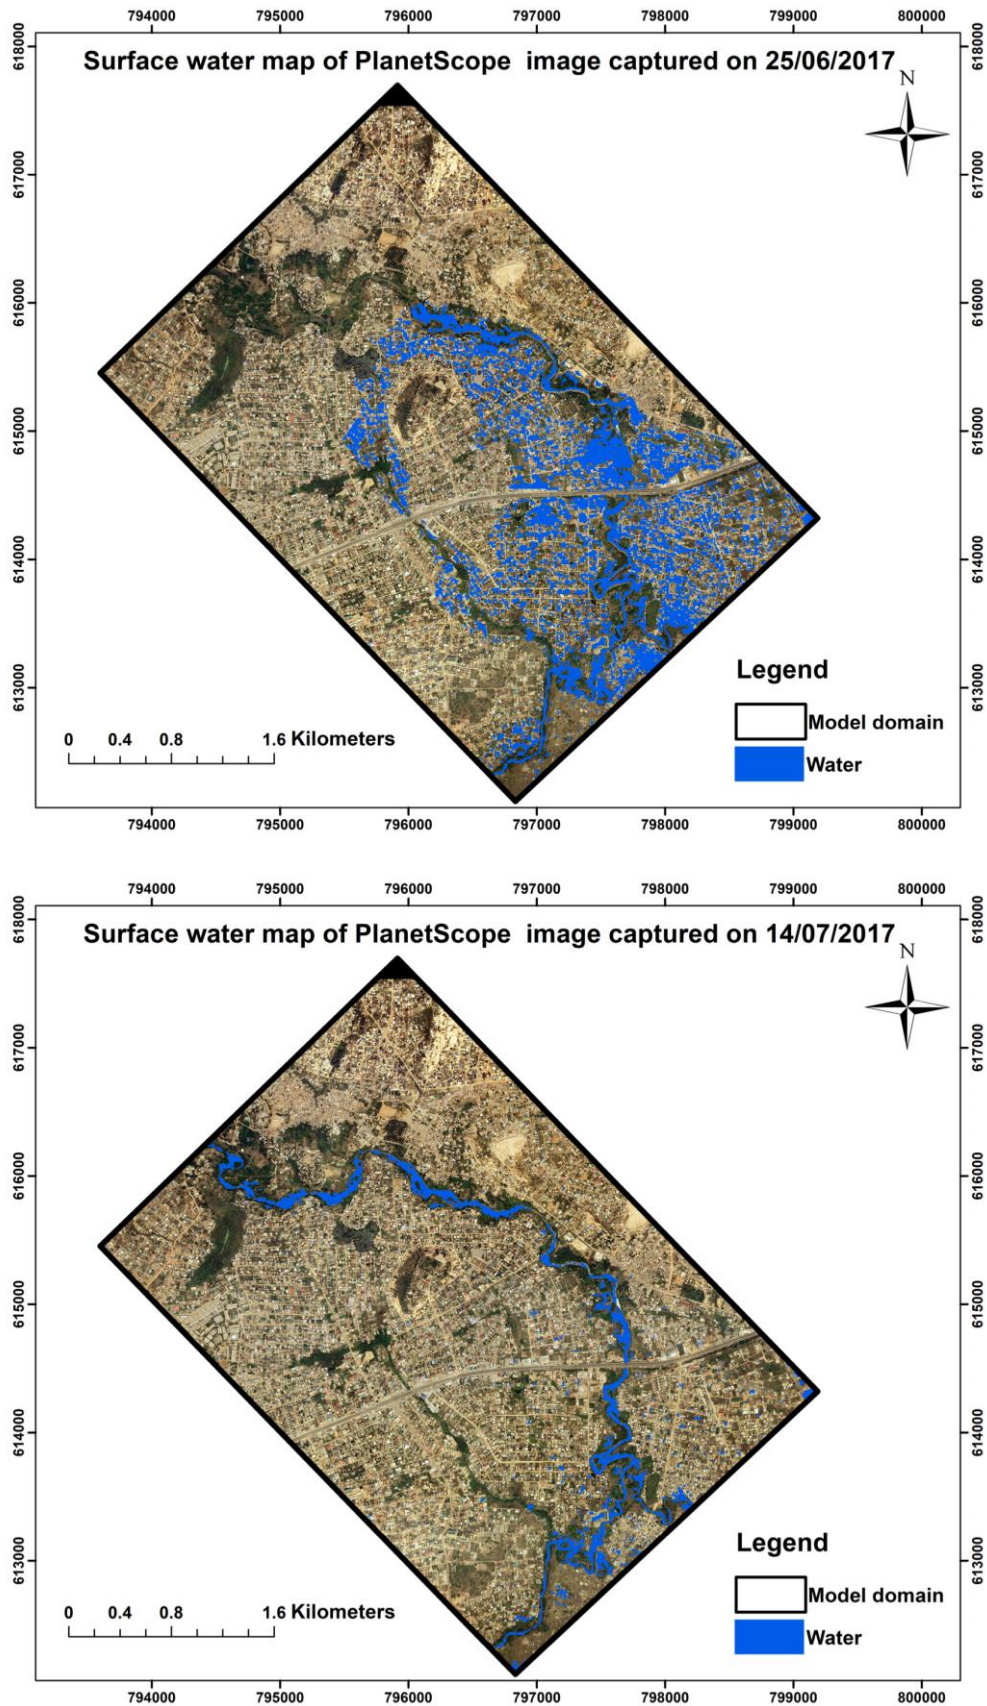 794000 795000 796000 797000 798000 799000 800000
618000 618000
Surface water map of PlanetScope image captured on 25/06/2017
N
617000 617000
616000 616000
615000 615000
614000 614000
613000 613000
Legend
Model domain
Water
0 0.4 0.8 1.6 Kilometers
794000 795000 796000 797000 798000 799000 800000
794000 795000 796000 797000 798000 799000 800000
618000 618000
Surface water map of PlanetScope image captured on 14/07/2017
N
617000 617000
616000 616000
615000 615000
614000 614000
613000 613000
Legend
Model domain
Water
0 0.4 0.8 1.6 Kilometers
794000 795000 796000 797000 798000 799000 800000